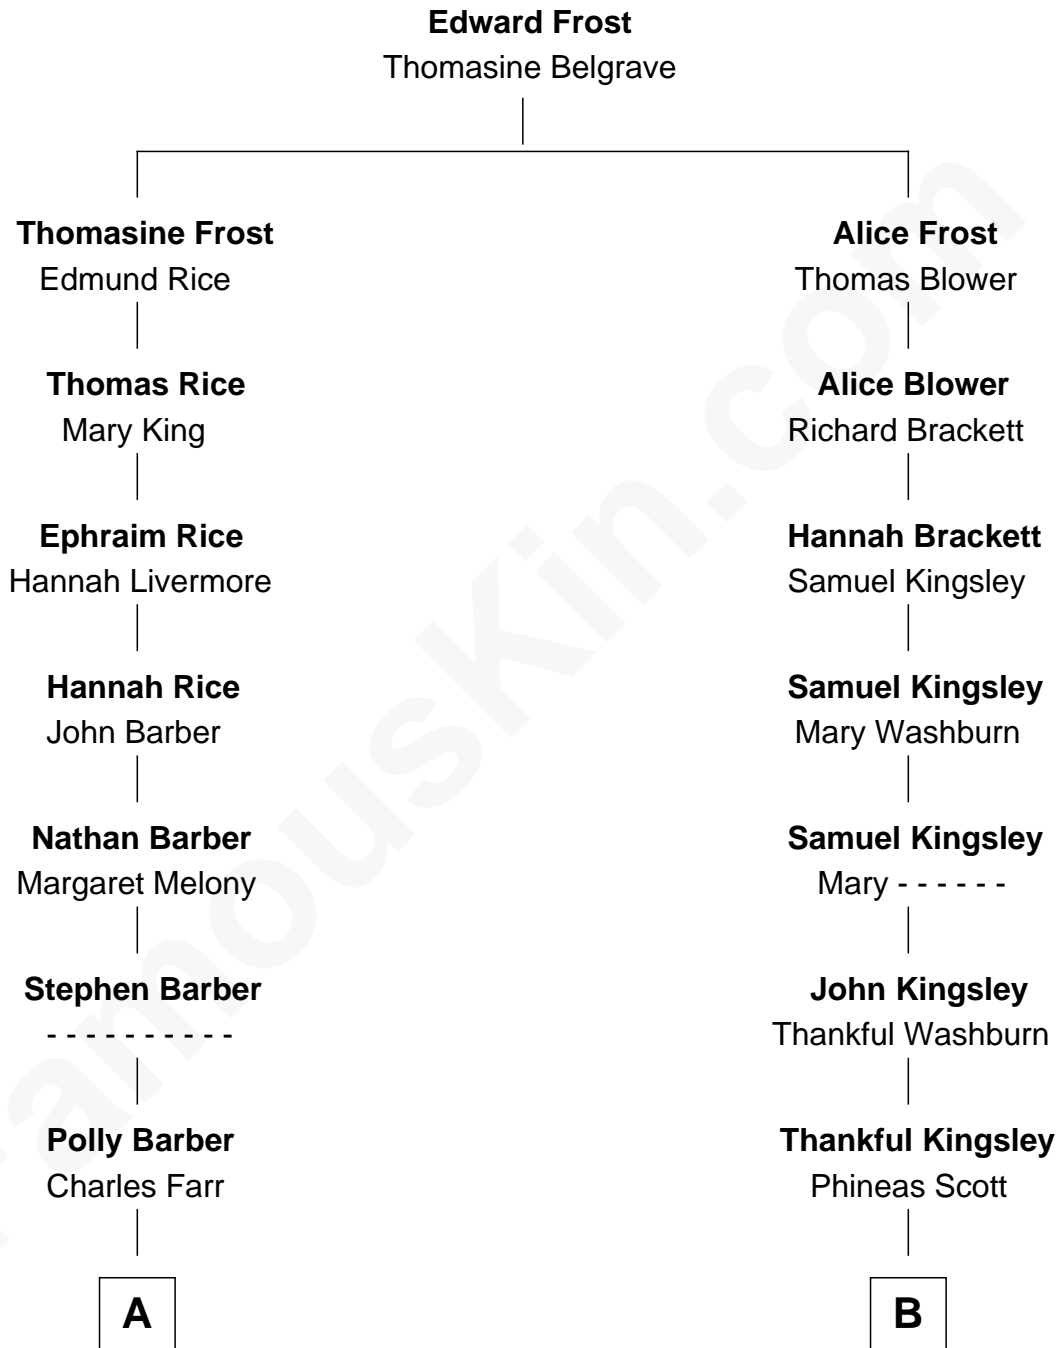 Edward Frost
Thomasine Belgrave
Thomasine Frost
Edmund Rice
Alice Frost
Thomas Blower
Thomas Rice
Mary King
Alice Blower
Richard Brackett
Ephraim Rice
Hannah Livermore
Hannah Brackett
Samuel Kingsley
Hannah Rice
John Barber
Samuel Kingsley
Mary Washburn
Nathan Barber
Margaret Melony
Samuel Kingsley
Mary - - - - - -
Stephen Barber
- - - - - - - - - -
John Kingsley
Thankful Washburn
Polly Barber
Charles Farr
Thankful Kingsley
Phineas Scott
A
B
FamousKin.com